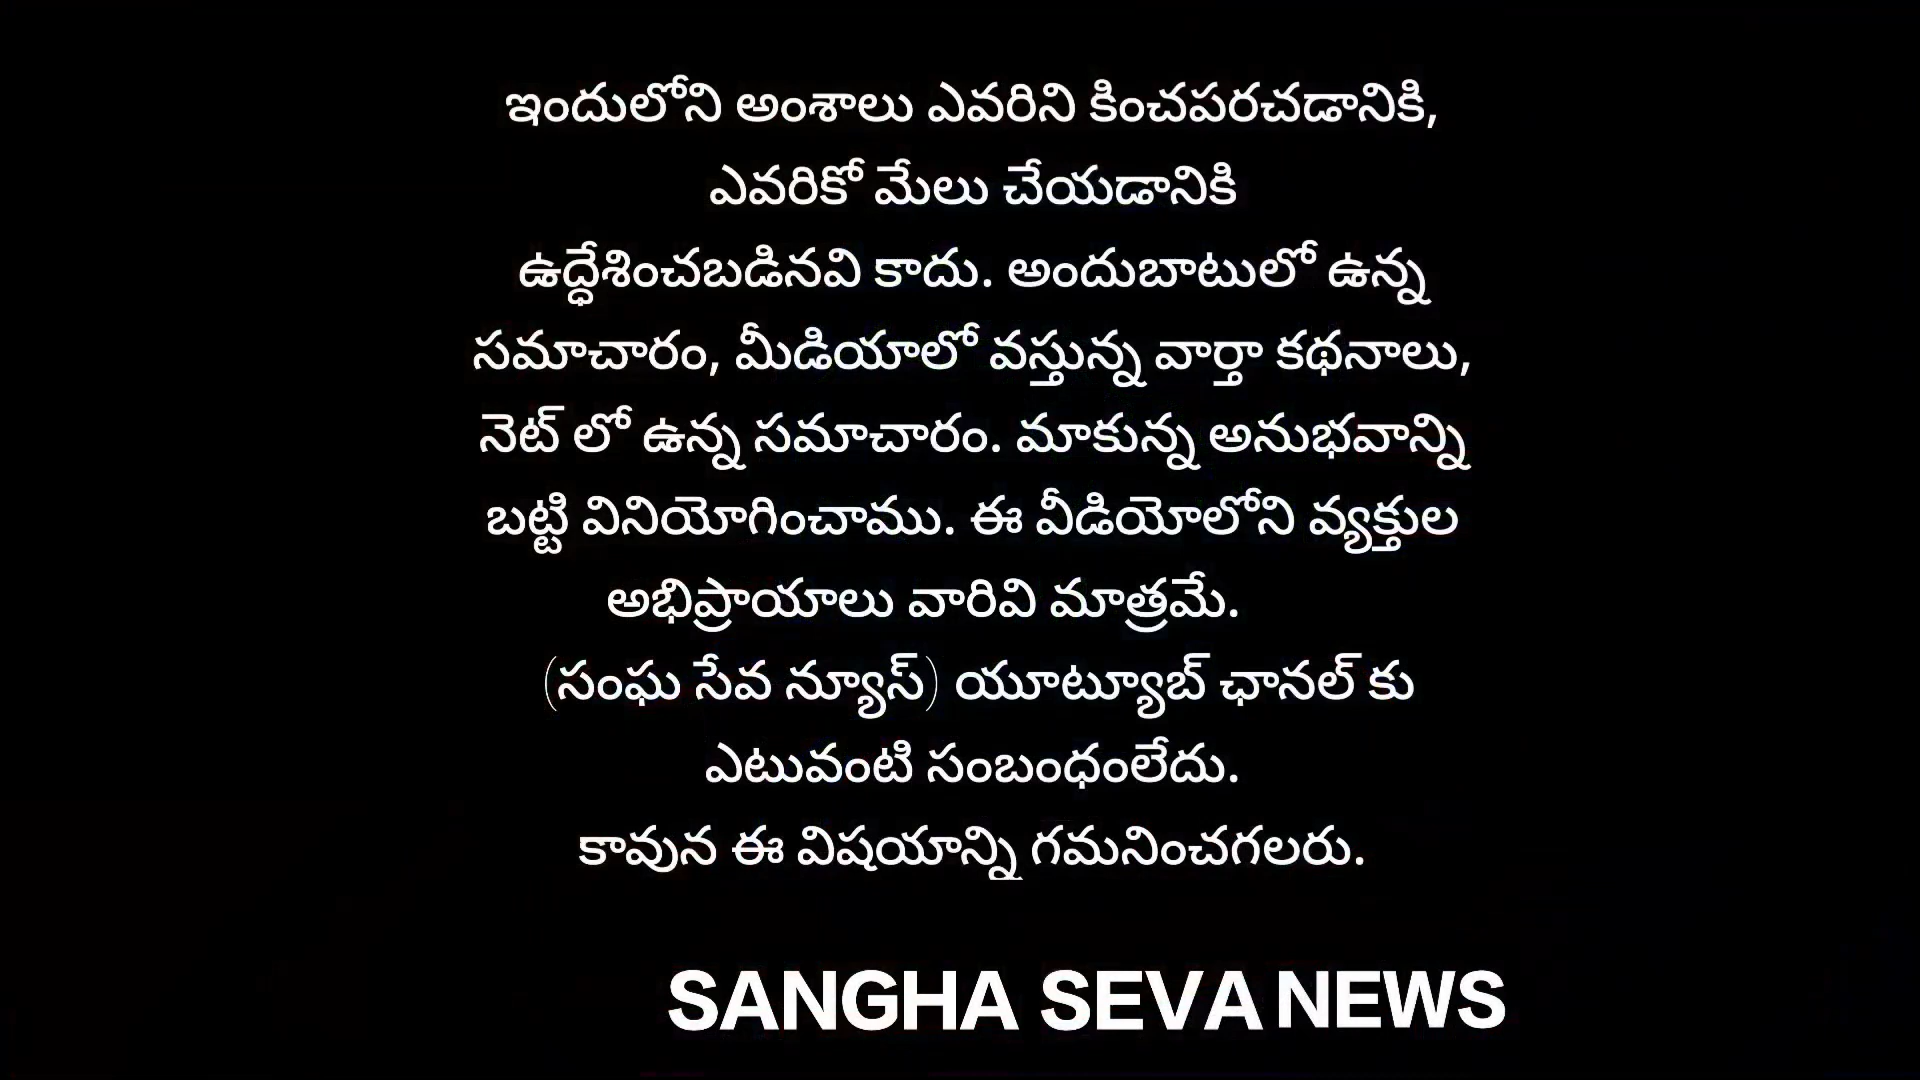 ఇందులోని అంశాలు ఎవరిని కించపరచడానికి,
ఎవరికో మేలు చేయడానికి
ఉద్ధేశించబడినవి కాదు. అందుబాటులో ఉన్న
సమాచారం, మీడియాలో వస్తున్న వార్తా కథనాలు,
నెట్ లో ఉన్న సమాచారం. మాకున్న అనుభవాన్ని
బట్టి వినియోగించాము. ఈ వీడియోలోని వ్యక్తుల
అభిప్రాయాలు వారివి మాత్రమే.
(సంఘ సేవ న్యూస్) యూట్యూబ్ ఛానల్ కు
ఎటువంటి సంబంధంలేదు.
కావున ఈ విషయాన్ని గమనించగలరు.
SANGHA SEVA NEWS